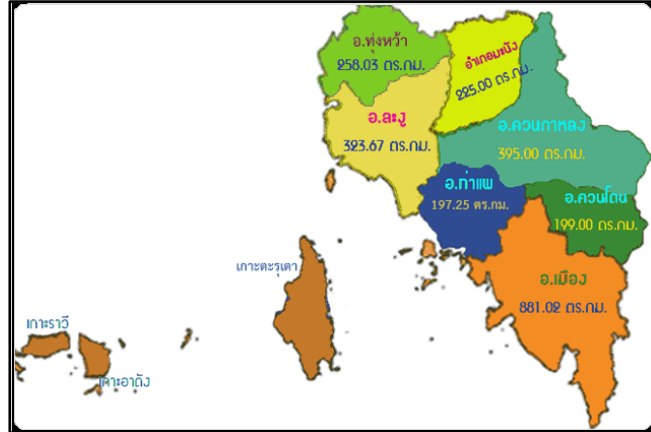 อ.ทุ่งหว้า
258.03 ตร.กม.
อำเภอมะนัง
225.00 ตร.กม.
อ.ละงู
323.67 ตร.กม.
อ.ควนกาหลง
395.00 ตร.กม.
อ.ท่าแพ
197.25 ตร.กม.
อ.ควนโดน
199.00 ตร.กม.
เกาะตะรุเตา
อ.เมือง
881.02 ตร.กม.
เกาะราวี
เกาะอาดัง